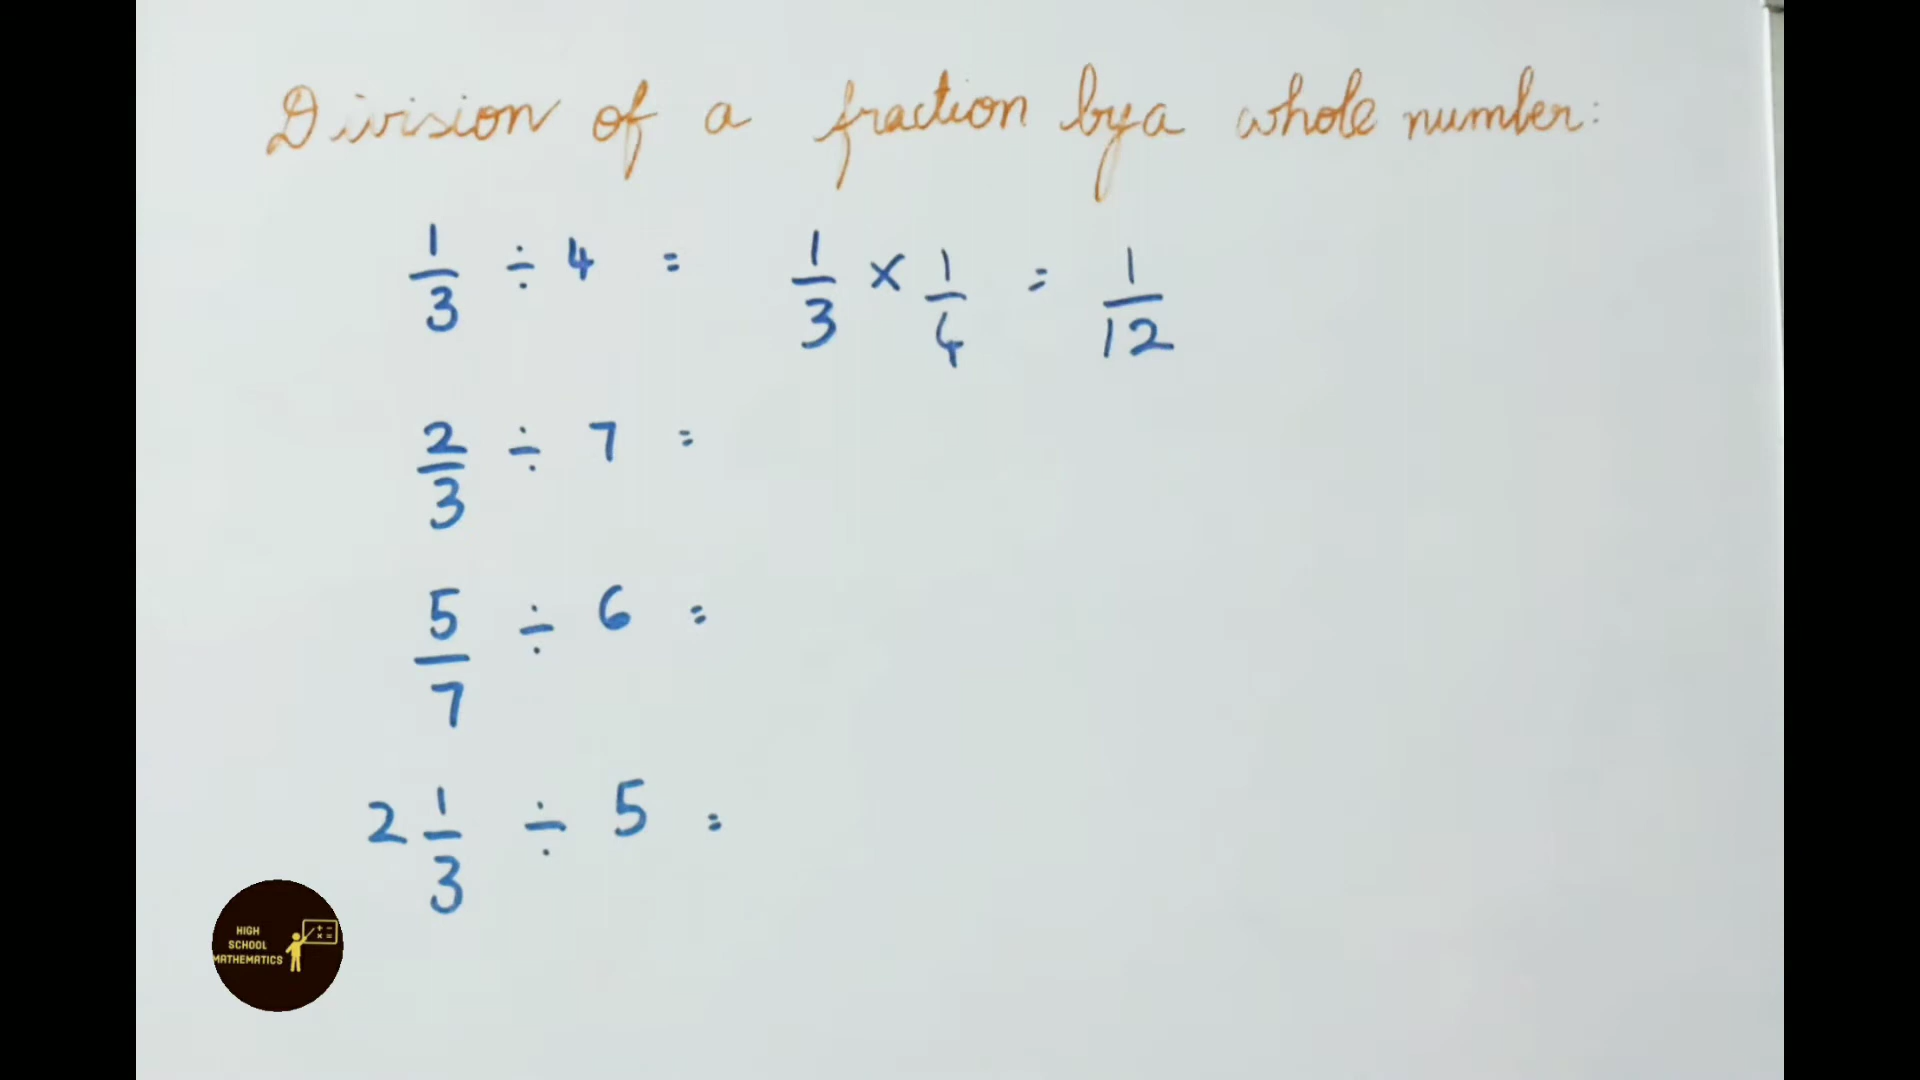 Division of a fraction by a whole number:
1/3 ÷ 4 = 1/3 × 1/4 = 1/12
2/3 ÷ 7 =
5/7 ÷ 6 =
2 1/3 ÷ 5 =
HIGH
SCHOOL
MATHEMATICS